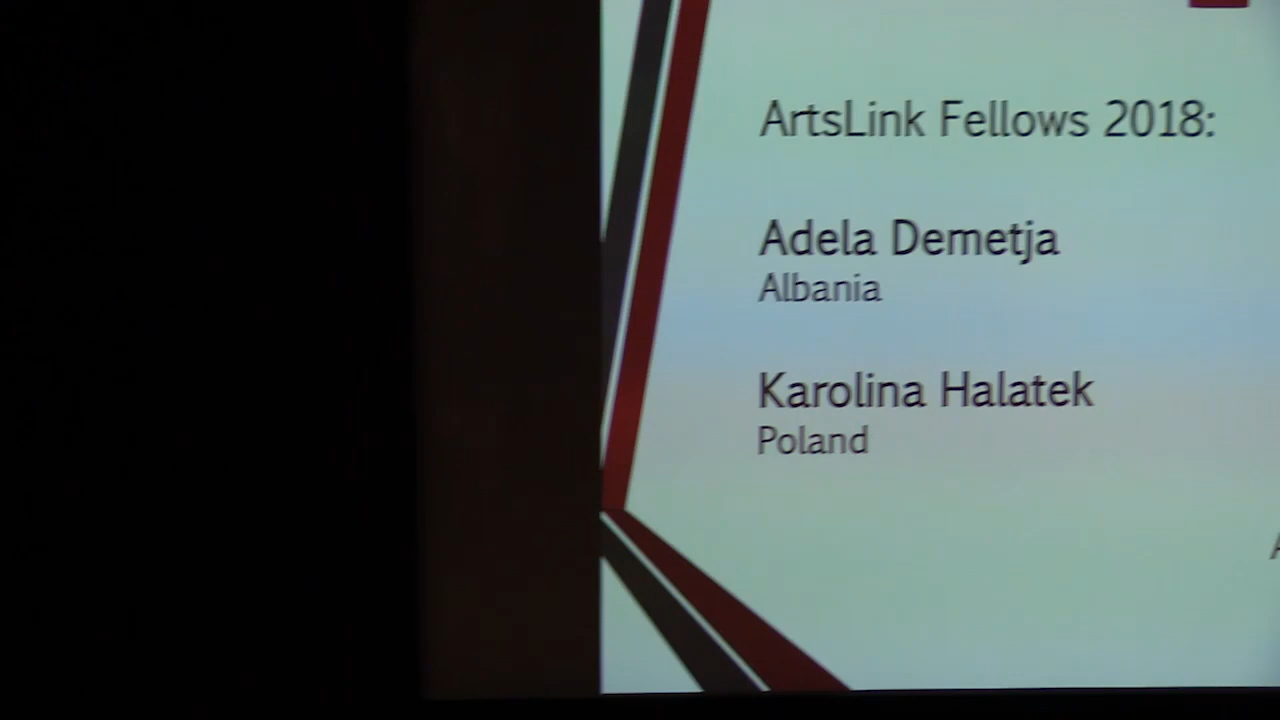 ArtsLink Fellows 2018:
Adela Demetja
Albania
Karolina Halatek
Poland